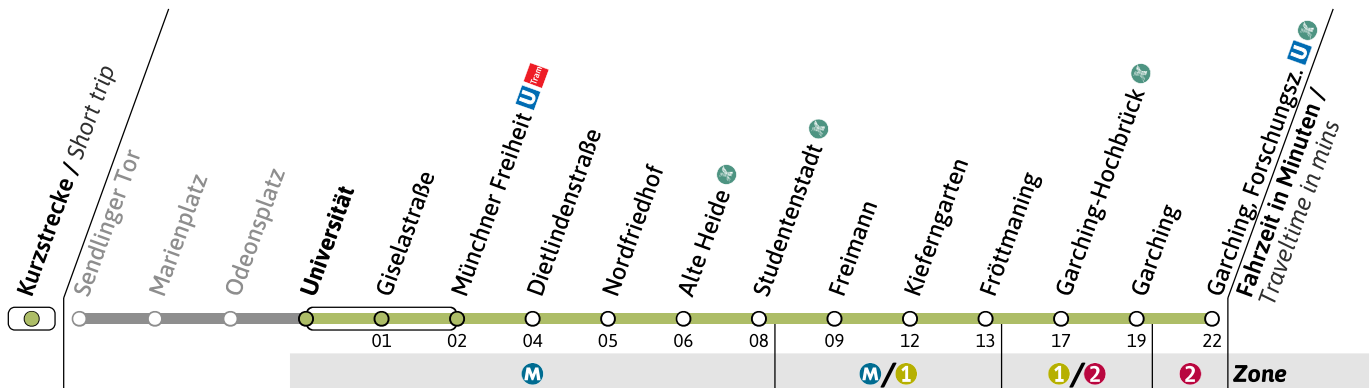 Kurzstrecke / Short trip
Sendlinger Tor
Marienplatz
Odeonsplatz
Universität
Giselastraße
Münchner Freiheit U Tram
Dietlindenstraße
Nordfriedhof
Alte Heide
Studentenstadt
Freimann
Kieferngarten
Fröttmaning
Garching-Hochbrück
Garching
Garching, Forschungsz. U
Fahrzeit in Minuten /
Traveltime in mins
01 02 04 05 06 08 09 12 13 17 19 22
M M/1 1/2 2 Zone